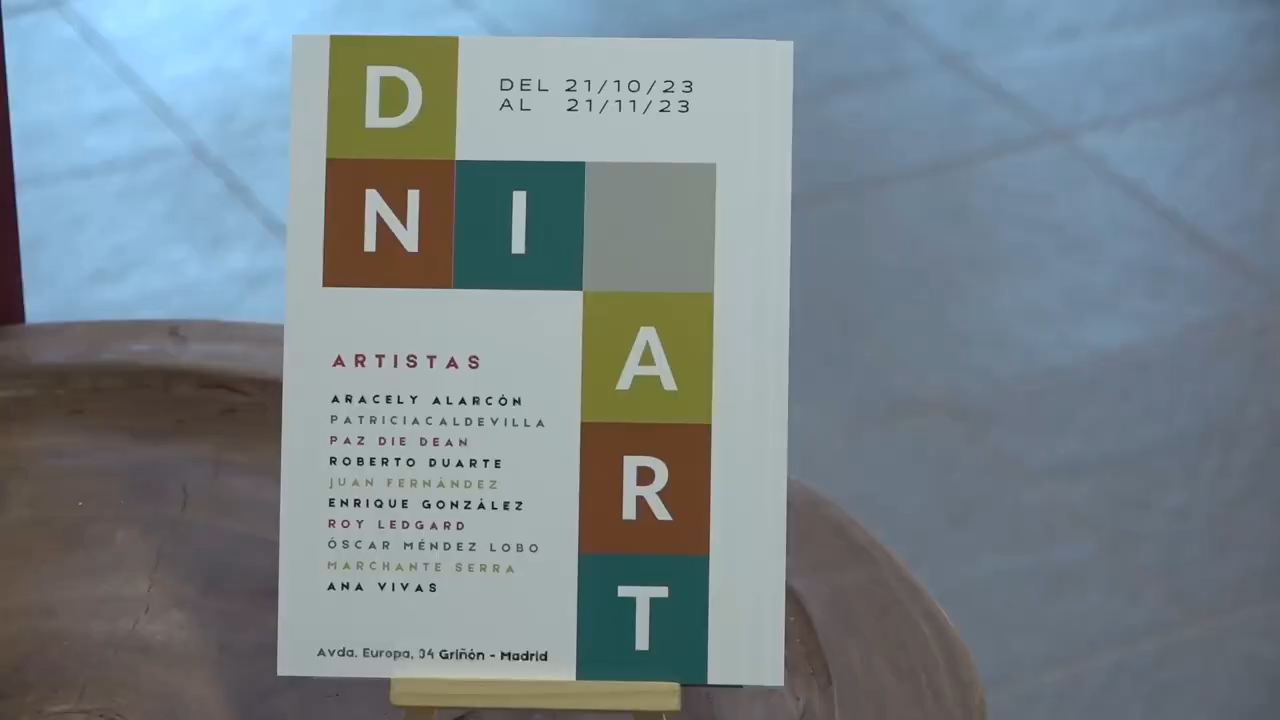 D
DEL 21/10/23
AL 21/11/23
N I
A
R
T
ARTISTAS
ARACELY ALARCÓN
PATRICIACALDEVILLA
PAZ DIE DEAN
ROBERTO DUARTE
JUAN FERNÁNDEZ
ENRIQUE GONZÁLEZ
ROY LEDGARD
ÓSCAR MÉNDEZ LOBO
MARCHANTE SERRA
ANA VIVAS
Avda. Europa, 34 Griñón - Madrid